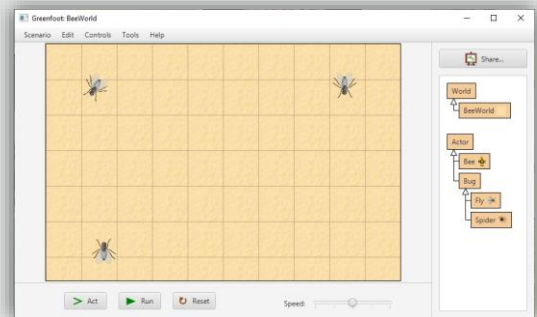 Greenfoot: BeeWorld
Scenario Edit Controls Tools Help
Share...
World
BeeWorld
Actor
Bee
Bug
Fly
Spider
Act Run Reset Speed: